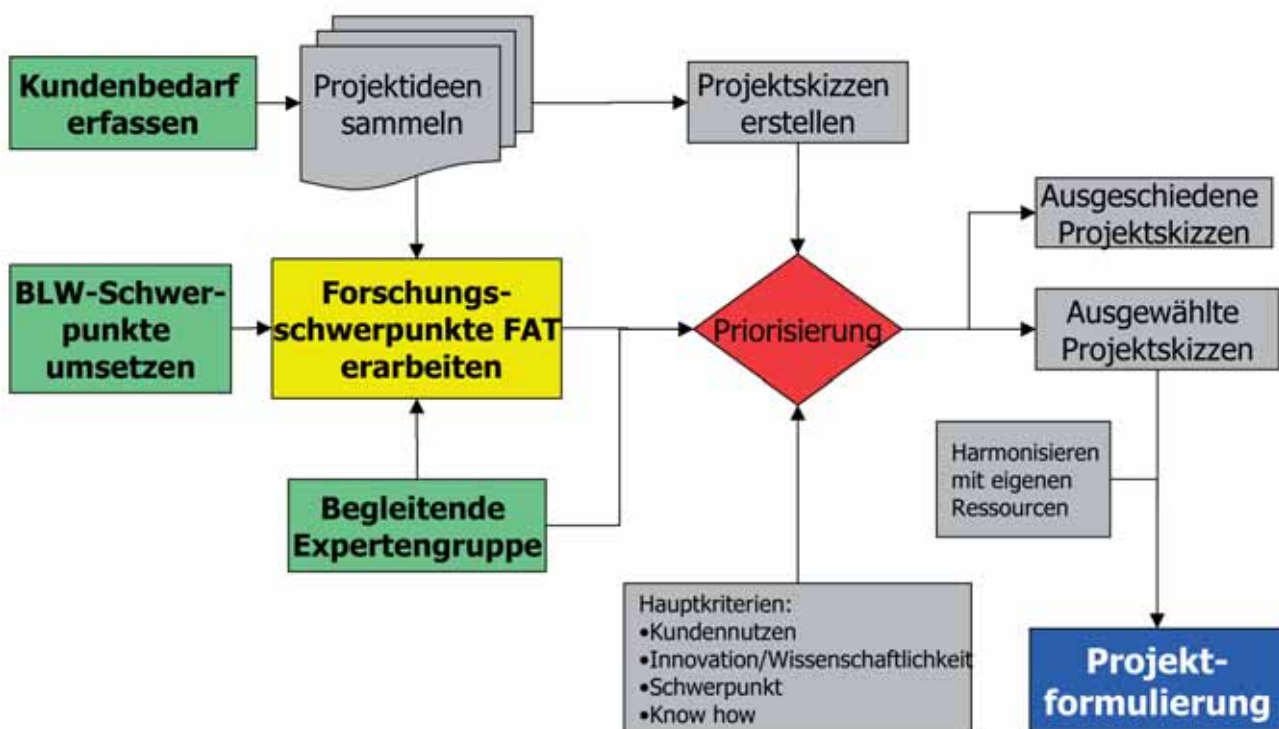 Kundenbedarf
erfassen
Projektideen
sammeln
Projektskizzen
erstellen
Ausgeschiedene
Projektskizzen
BLW-Schwer-
punkte
umsetzen
Forschungs-
schwerpunkte FAT
erarbeiten
Priorisierung
Ausgewählte
Projektskizzen
Begleitende
Expertengruppe
Harmonisieren
mit eigenen
Ressourcen
Hauptkriterien:
•Kundennutzen
•Innovation/Wissenschaftlichkeit
•Schwerpunkt
•Know how
Projekt-
formulierung